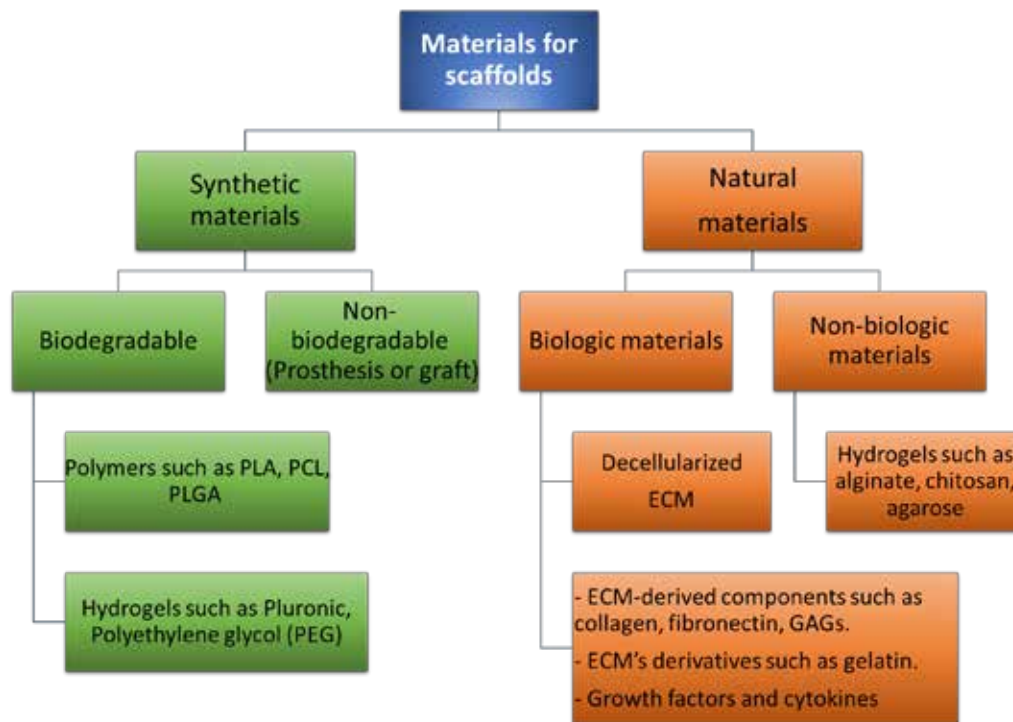 Materials for
scaffolds
Synthetic
materials
Natural
materials
Biodegradable
Non-
biodegradable
(Prosthesis or graft)
Biologic materials
Non-biologic
materials
Polymers such as PLA, PCL,
PLGA
Decellularized
ECM
Hydrogels such as
alginate, chitosan,
agarose
Hydrogels such as Pluronic,
Polyethylene glycol (PEG)
- ECM-derived components such as
collagen, fibronectin, GAGs.
- ECM's derivatives such as gelatin.
- Growth factors and cytokines